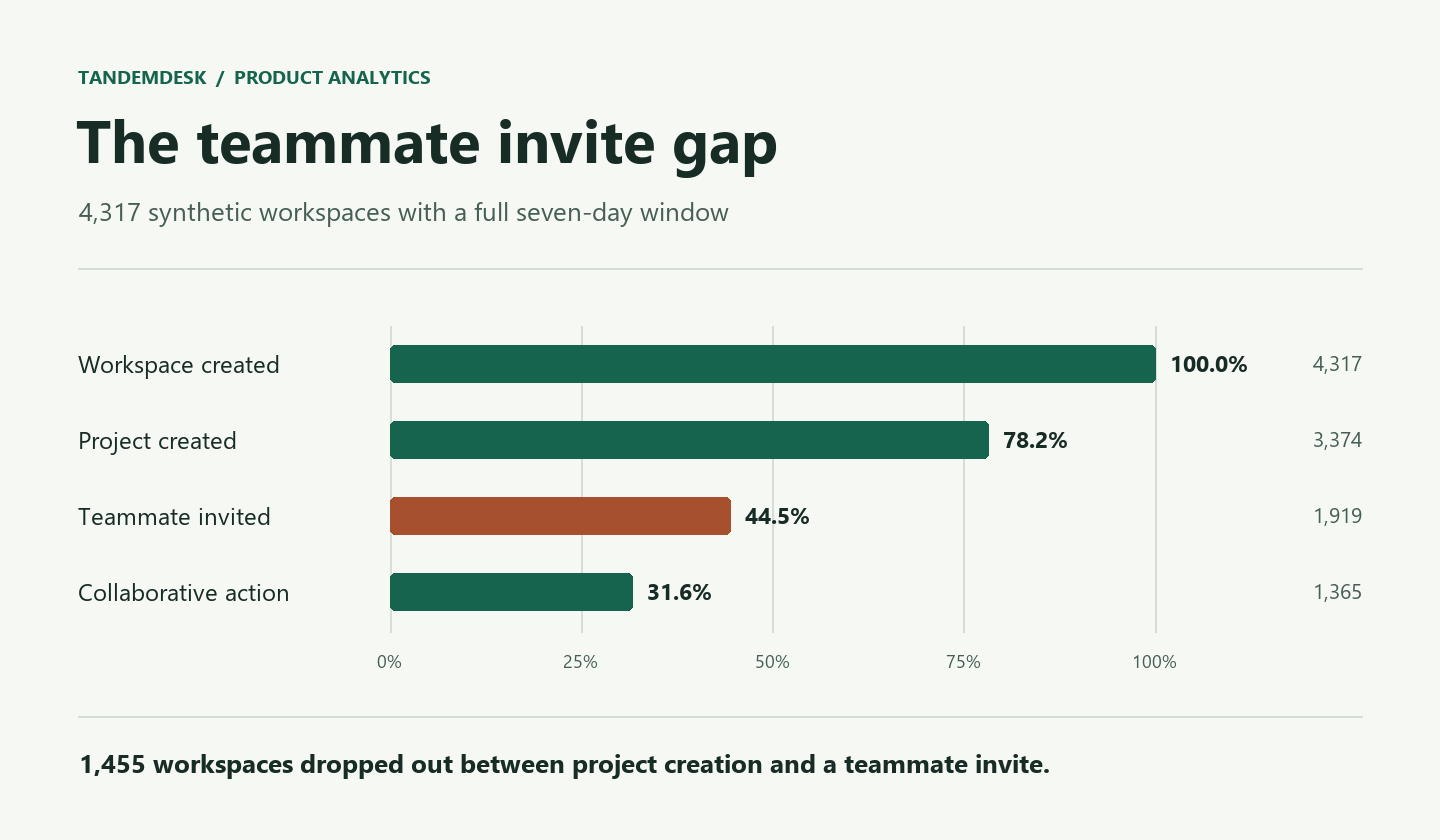 TANDEMDESK / PRODUCT ANALYTICS
The teammate invite gap
4,317 synthetic workspaces with a full seven-day window
Workspace created 100.0% 4,317
Project created 78.2% 3,374
Teammate invited 44.5% 1,919
Collaborative action 31.6% 1,365
0% 25% 50% 75% 100%
1,455 workspaces dropped out between project creation and a teammate invite.